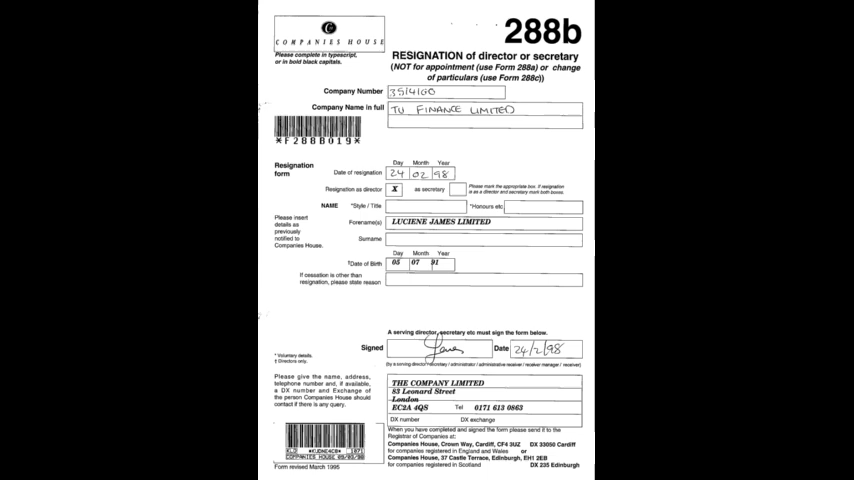 288b
COMPANIES HOUSE
Please complete in typescript,
or in bold black capitals.
RESIGNATION of director or secretary
(NOT for appointment (use Form 288a) or change
of particulars (use Form 288c))
Company Number 3514160
Company Name in full TU FINANCE LIMITED
*F288B019*
Resignation
form
Day Month Year
Date of resignation 24 02 98
Resignation as director X as secretary
Please mark the appropriate box. If resignation
is as a director and secretary mark both boxes.
NAME *Style / Title *Honours etc
Please insert
details as
previously
notified to
Companies House.
Forename(s) LUCIENE JAMES LIMITED
Surname
Day Month Year
†Date of Birth 05 07 91
If cessation is other than
resignation, please state reason
A serving director, secretary etc must sign the form below.
Signed Date 24/2/98
* Voluntary details.
† Directors only.
(by a serving director / secretary / administrator / administrative receiver / receiver manager / receiver)
Please give the name, address,
telephone number and, if available,
a DX number and Exchange of
the person Companies House should
contact if there is any query.
THE COMPANY LIMITED
83 Leonard Street
London
EC2A 4QS Tel 0171 613 0863
DX number DX exchange
When you have completed and signed the form please send it to the
Registrar of Companies at:
Companies House, Crown Way, Cardiff, CF4 3UZ DX 33050 Cardiff
for companies registered in England and Wales or
Companies House, 37 Castle Terrace, Edinburgh, EH1 2EB
for companies registered in Scotland DX 235 Edinburgh
COMPANIES HOUSE
Form revised March 1995